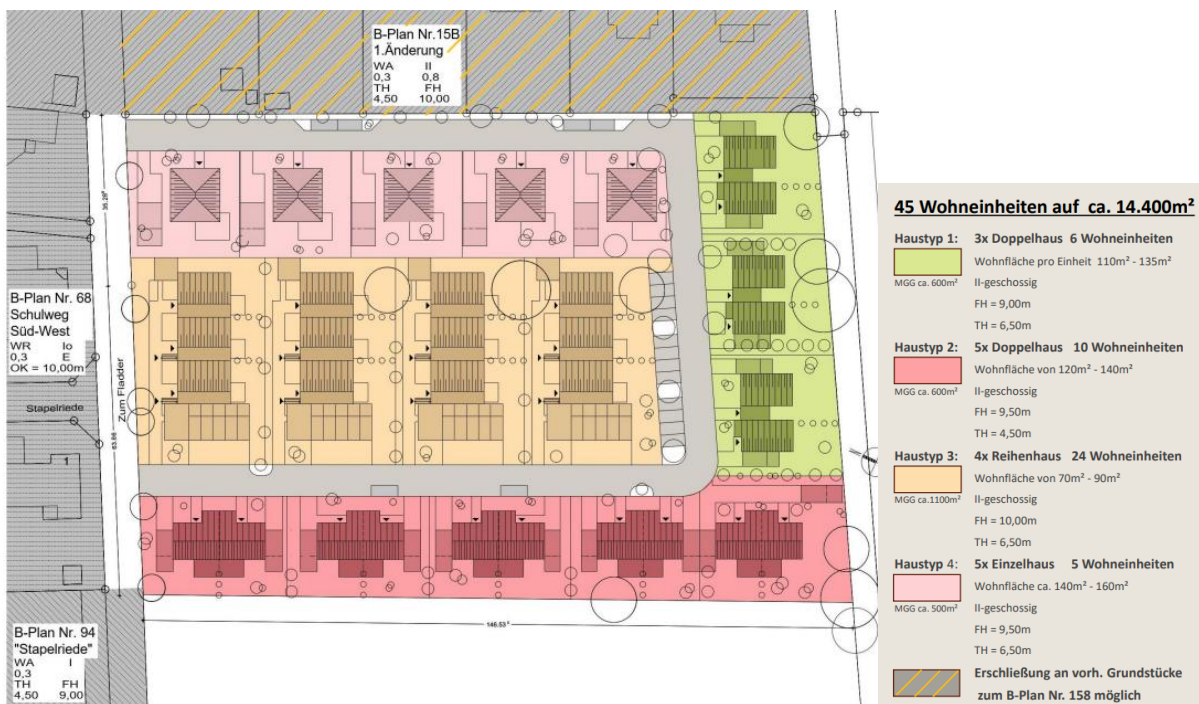 B-Plan Nr.15B
1.Änderung
WA II
0,3 0,8
TH FH
4,50 10,00
35.28⁵
B-Plan Nr. 68
Schulweg
Süd-West
WR Io
0,3 E
OK = 10,00m
Stapelriede
Zum Fladder
1
146.53⁵
B-Plan Nr. 94
"Stapelriede"
WA I
0,3
TH FH
4,50 9,00
45 Wohneinheiten auf ca. 14.400m²
Haustyp 1: 3x Doppelhaus 6 Wohneinheiten
Wohnfläche pro Einheit 110m² - 135m²
MGG ca. 600m² II-geschossig
FH = 9,00m
TH = 6,50m
Haustyp 2: 5x Doppelhaus 10 Wohneinheiten
Wohnfläche von 120m² - 140m²
MGG ca. 600m² II-geschossig
FH = 9,50m
TH = 4,50m
Haustyp 3: 4x Reihenhaus 24 Wohneinheiten
Wohnfläche von 70m² - 90m²
MGG ca.1100m² II-geschossig
FH = 10,00m
TH = 6,50m
Haustyp 4: 5x Einzelhaus 5 Wohneinheiten
Wohnfläche ca. 140m² - 160m²
MGG ca. 500m² II-geschossig
FH = 9,50m
TH = 6,50m
Erschließung an vorh. Grundstücke
zum B-Plan Nr. 158 möglich